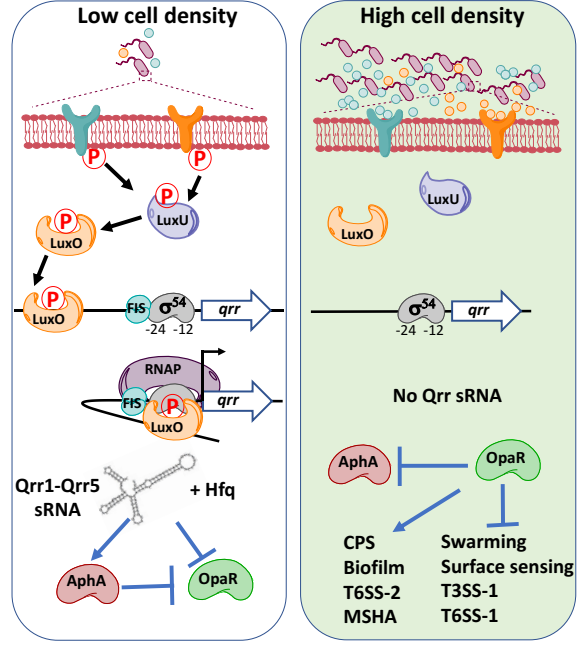 Low cell density
P
P
P
LuxU
P
LuxO
P
LuxO
FIS
σ54
-24 -12
qrr
RNAP
FIS
P
LuxO
qrr
Qrr1-Qrr5
sRNA
+ Hfq
AphA
OpaR
High cell density
LuxU
LuxO
σ54
-24 -12
qrr
No Qrr sRNA
AphA
OpaR
CPS
Biofilm
T6SS-2
MSHA
Swarming
Surface sensing
T3SS-1
T6SS-1